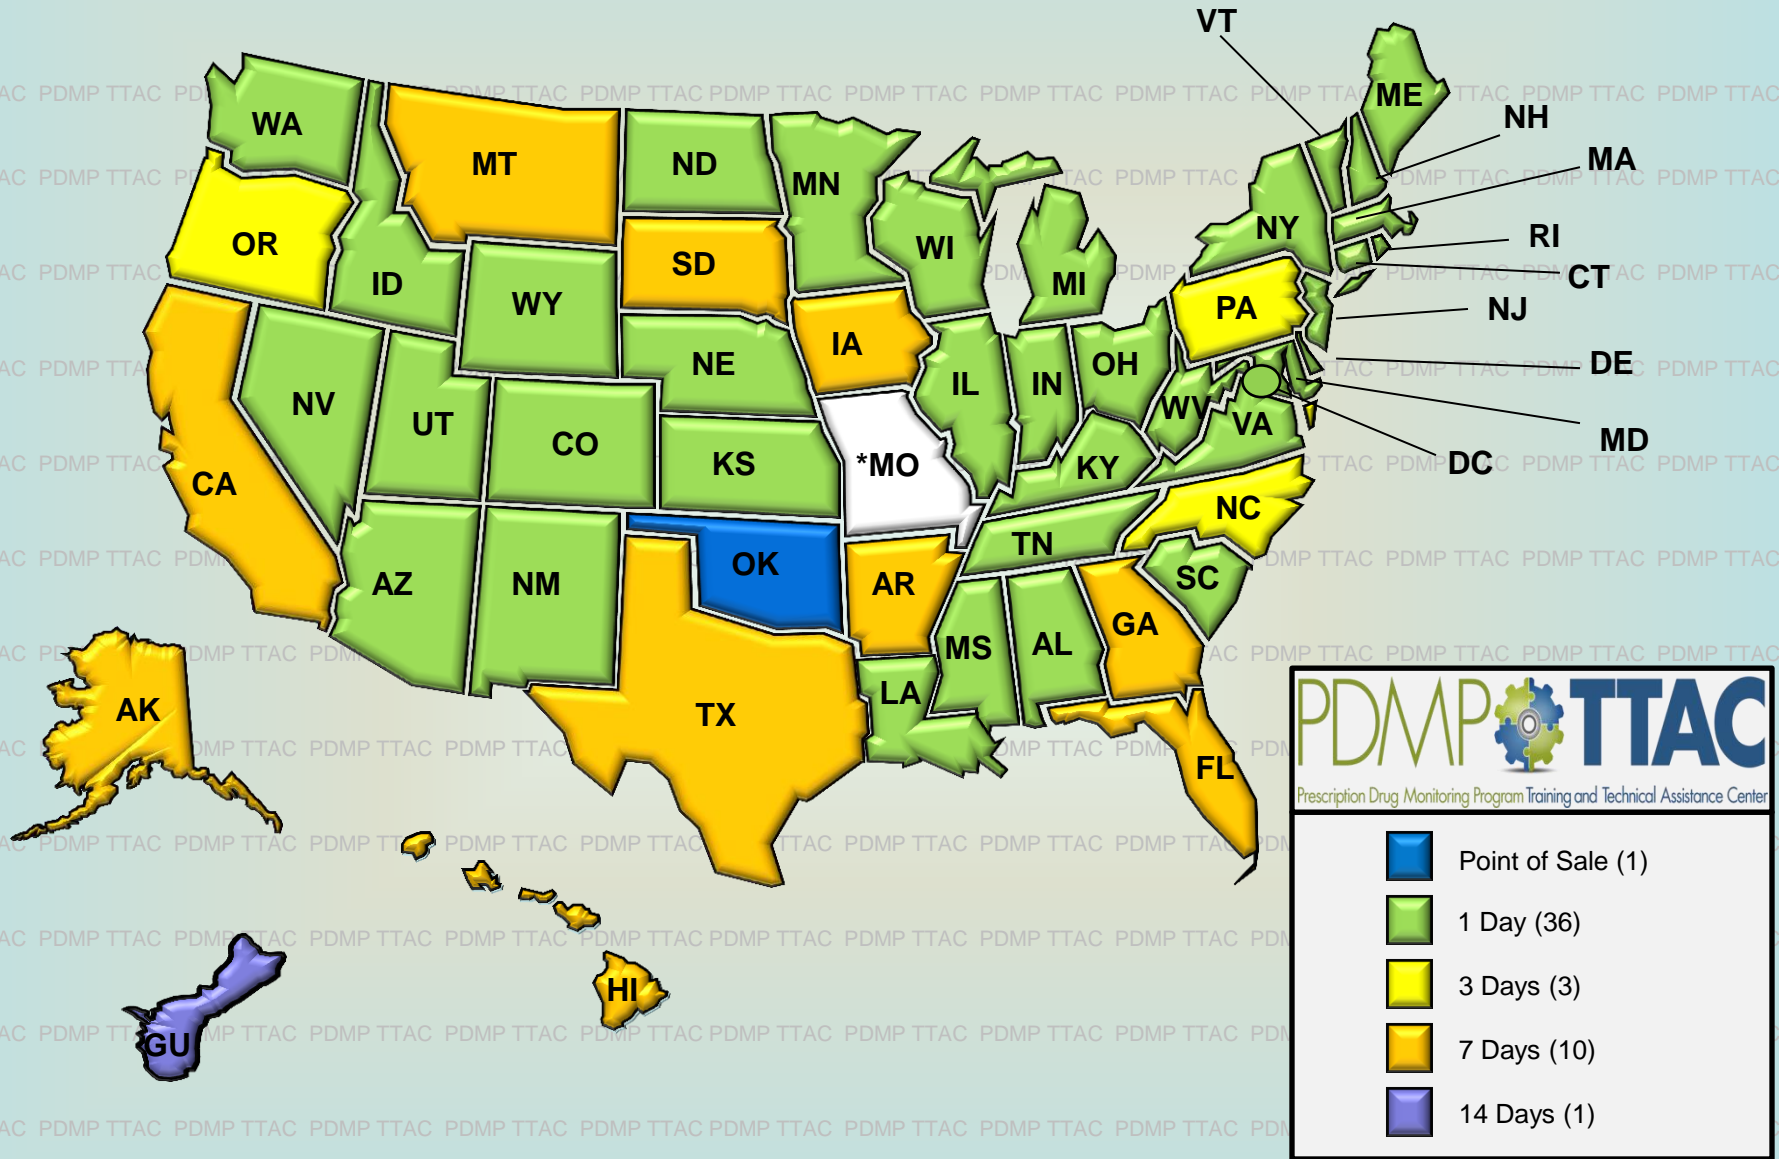 VT
ME
NH
WA
MT
ND
MN
MA
OR
ID
SD
WI
MI
NY
RI
CT
WY
PA
NJ
IA
NE
OH
DE
NV
UT
IL
IN
WV
VA
CO
KS
*MO
KY
MD
DC
CA
NC
OK
TN
AZ
NM
AR
SC
MS
AL
GA
LA
AK
TX
FL
HI
GU
PDMP TTAC
Prescription Drug Monitoring Program Training and Technical Assistance Center
Point of Sale (1)
1 Day (36)
3 Days (3)
7 Days (10)
14 Days (1)